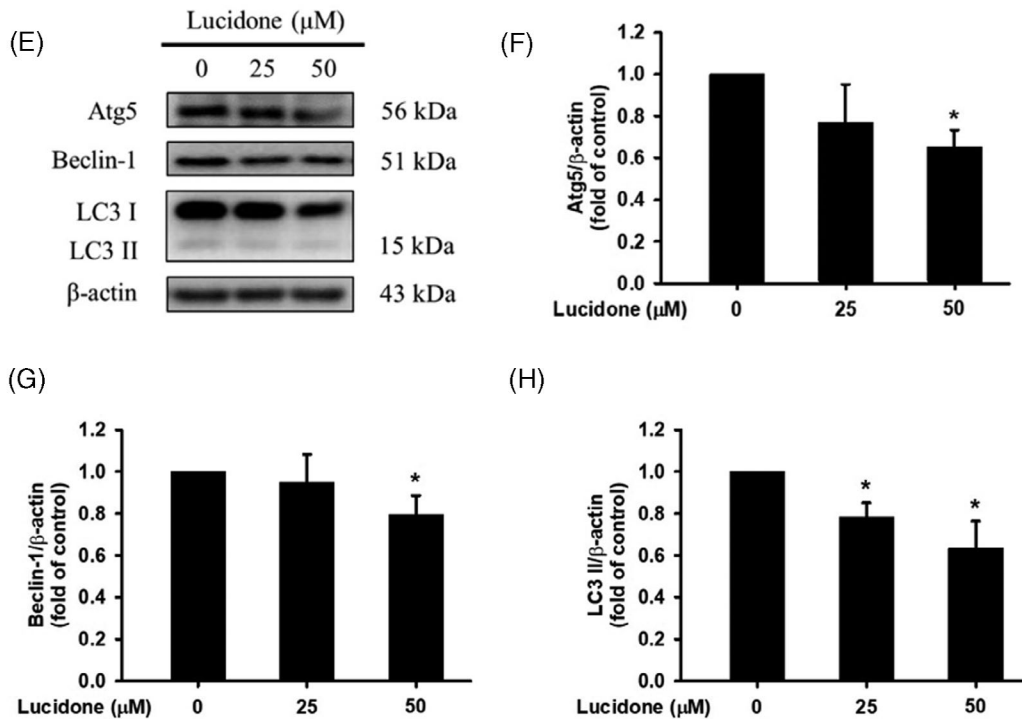 (E)
Lucidone (μM)
0 25 50
Atg5 56 kDa
Beclin-1 51 kDa
LC3 I
LC3 II 15 kDa
β-actin 43 kDa
(F)
Atg5/β-actin
(fold of control)
1.2
1.0
0.8
0.6
0.4
0.2
0.0
*
Lucidone (μM) 0 25 50
(G)
Beclin-1/β-actin
(fold of control)
1.2
1.0
0.8
0.6
0.4
0.2
0.0
*
Lucidone (μM) 0 25 50
(H)
LC3 II/β-actin
(fold of control)
1.2
1.0
0.8
0.6
0.4
0.2
0.0
* *
Lucidone (μM) 0 25 50